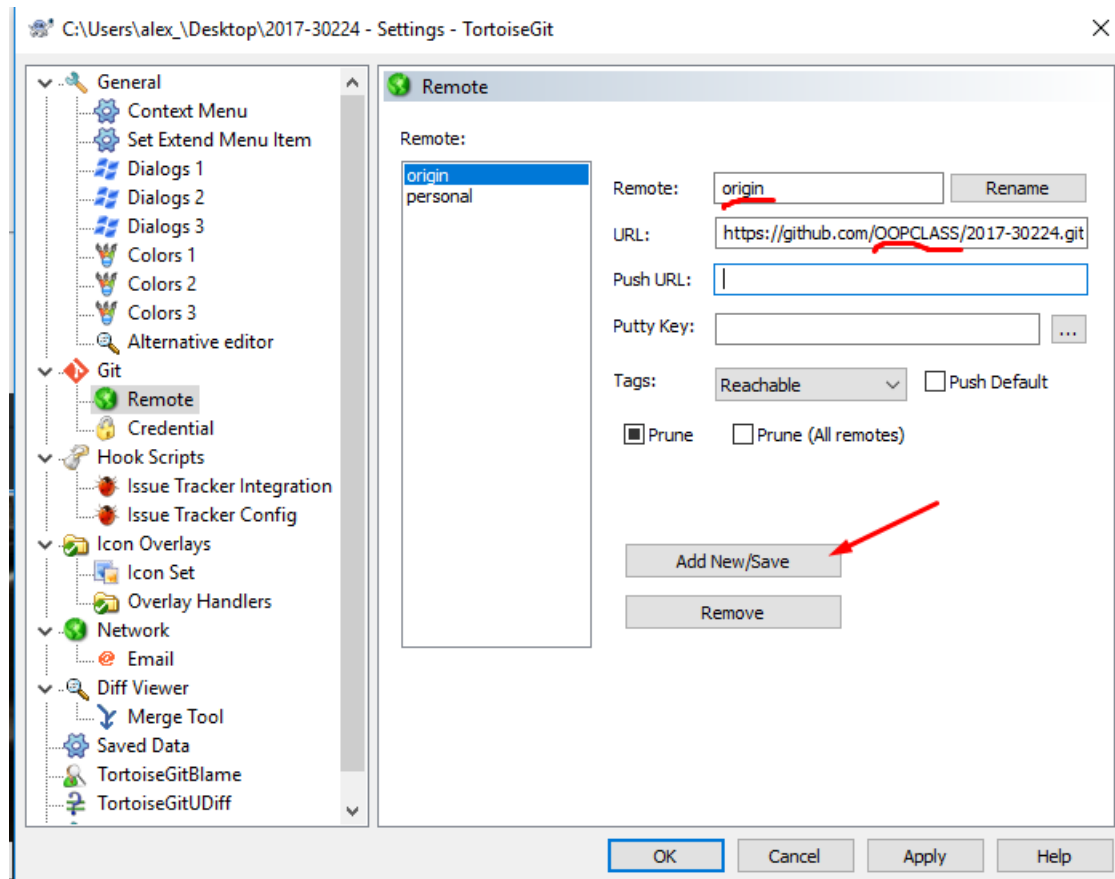 C:\Users\alex_\Desktop\2017-30224 - Settings - TortoiseGit
General
Context Menu
Set Extend Menu Item
Dialogs 1
Dialogs 2
Dialogs 3
Colors 1
Colors 2
Colors 3
Alternative editor
Git
Remote
Credential
Hook Scripts
Issue Tracker Integration
Issue Tracker Config
Icon Overlays
Icon Set
Overlay Handlers
Network
Email
Diff Viewer
Merge Tool
Saved Data
TortoiseGitBlame
TortoiseGitUDiff
Remote
Remote:
origin
personal
Remote: origin Rename
URL: https://github.com/OOPCLASS/2017-30224.git
Push URL:
Putty Key: ...
Tags: Reachable Push Default
Prune Prune (All remotes)
Add New/Save
Remove
OK Cancel Apply Help